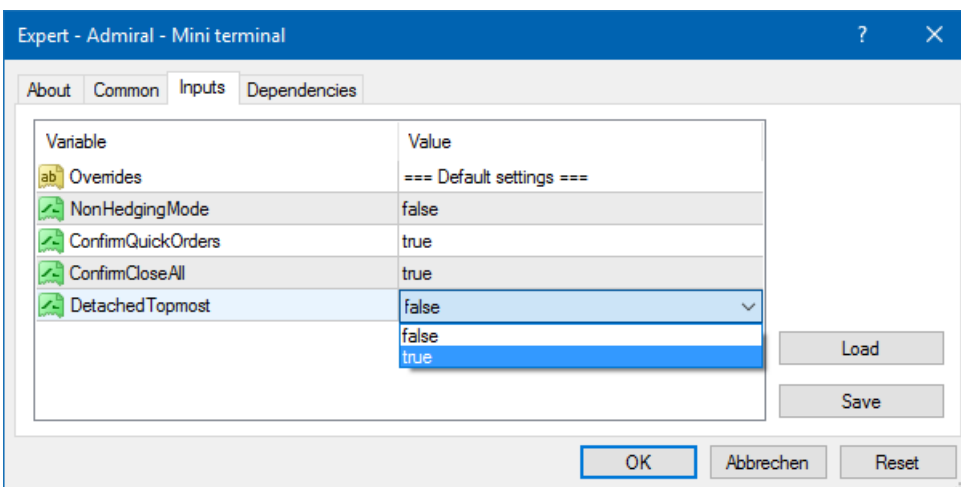 Expert - Admiral - Mini terminal ?
About Common Inputs Dependencies
Variable Value
ab Overrides === Default settings ===
NonHedgingMode false
ConfirmQuickOrders true
ConfirmCloseAll true
DetachedTopmost false
false
true
Load
Save
OK Abbrechen Reset